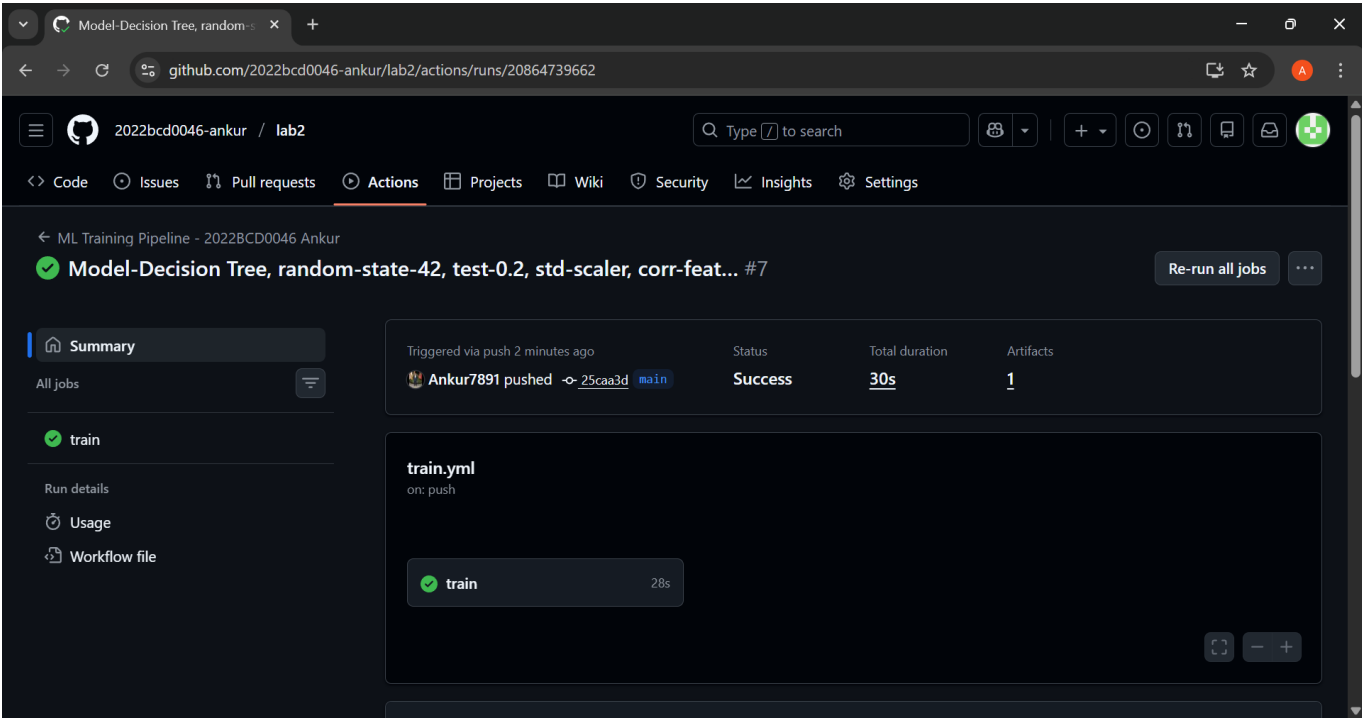 Model-Decision Tree, random-s
github.com/2022bcd0046-ankur/lab2/actions/runs/20864739662
A
2022bcd0046-ankur / lab2
Type / to search
Code Issues Pull requests Actions Projects Wiki Security Insights Settings
ML Training Pipeline - 2022BCD0046 Ankur
Model-Decision Tree, random-state-42, test-0.2, std-scaler, corr-feat... #7
Re-run all jobs
Summary
All jobs
train
Run details
Usage
Workflow file
Triggered via push 2 minutes ago
Ankur7891 pushed 25caa3d main
Status
Success
Total duration
30s
Artifacts
1
train.yml
on: push
train 28s